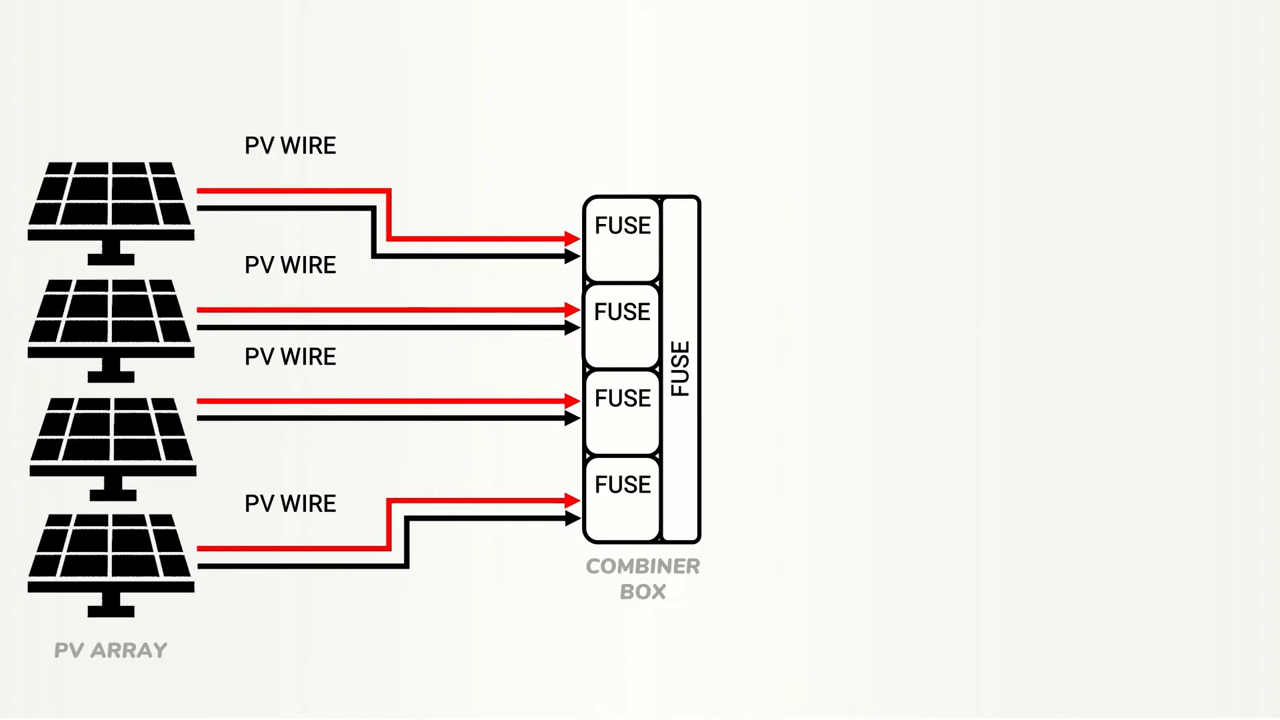 PV WIRE
PV WIRE
PV WIRE
PV WIRE
FUSE
FUSE
FUSE
FUSE
FUSE
COMBINER
BOX
PV ARRAY